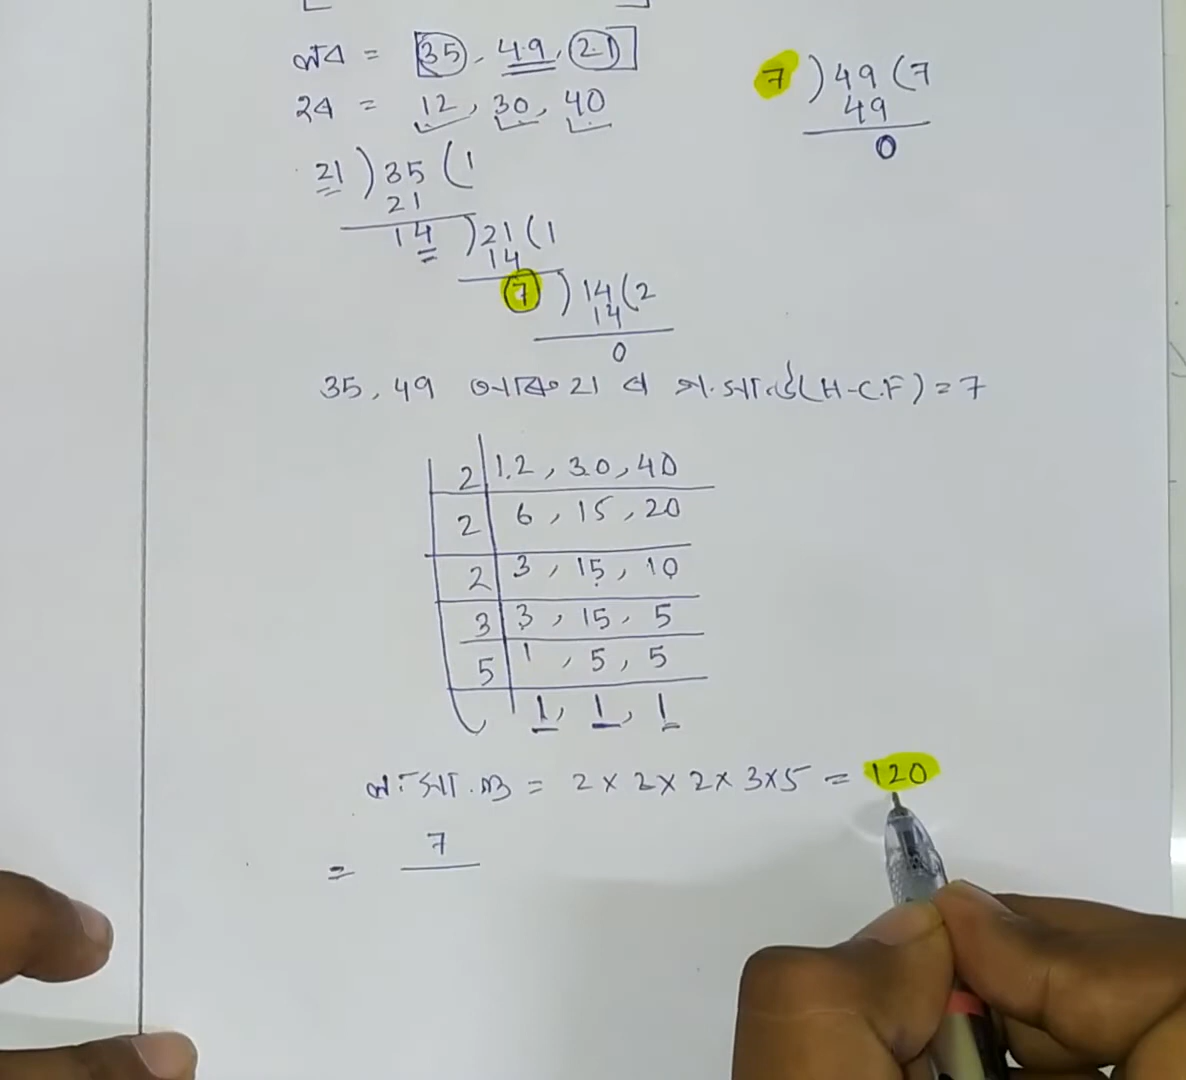 লব = 35, 49, 21
হৰ = 12, 30, 40
7 ) 49 ( 7
49
0
21 ) 35 ( 1
21
14 ) 21 ( 1
14
7 ) 14 ( 2
14
0
35, 49 21 ৰ গ.সা.উ (H.C.F) = 7
2 | 12, 30, 40
2 | 6, 15, 20
2 | 3, 15, 10
3 | 3, 15, 5
5 | 1, 5, 5
1, 1, 1
ল.সা.গু = 2 × 2 × 2 × 3 × 5 = 120
= 7